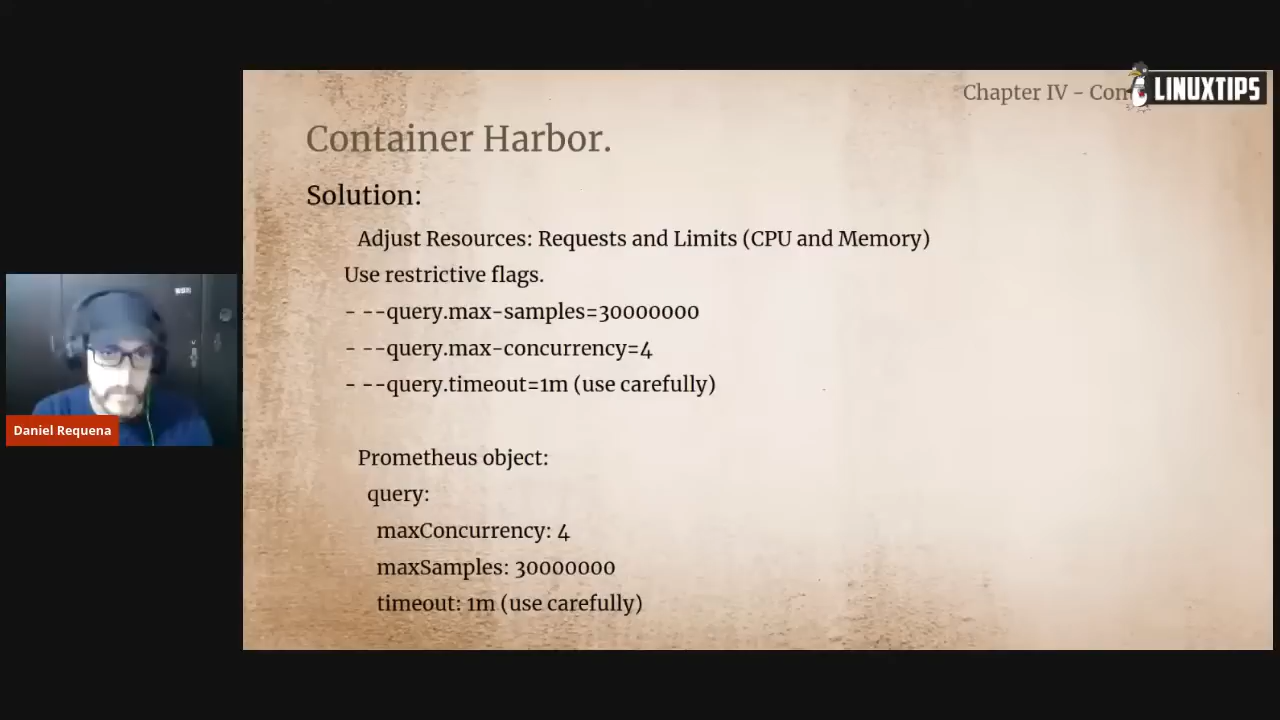 Chapter IV - Con
LINUXTIPS
Container Harbor.
Solution:
Adjust Resources: Requests and Limits (CPU and Memory)
Use restrictive flags.
- --query.max-samples=30000000
- --query.max-concurrency=4
- --query.timeout=1m (use carefully)
Daniel Requena
Prometheus object:
query:
maxConcurrency: 4
maxSamples: 30000000
timeout: 1m (use carefully)